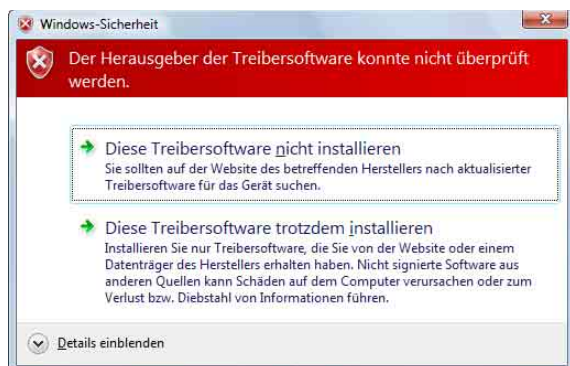 Windows-Sicherheit
Der Herausgeber der Treibersoftware konnte nicht überprüft
werden.
Diese Treibersoftware nicht installieren
Sie sollten auf der Website des betreffenden Herstellers nach aktualisierter
Treibersoftware für das Gerät suchen.
Diese Treibersoftware trotzdem installieren
Installieren Sie nur Treibersoftware, die Sie von der Website oder einem
Datenträger des Herstellers erhalten haben. Nicht signierte Software aus
anderen Quellen kann Schäden auf dem Computer verursachen oder zum
Verlust bzw. Diebstahl von Informationen führen.
Details einblenden